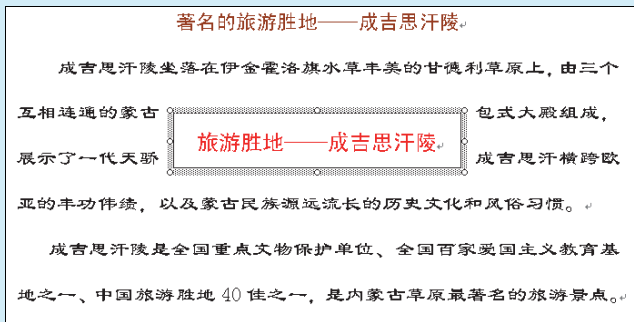 著名的旅游胜地——成吉思汗陵
成吉思汗陵坐落在伊金霍洛旗水草丰美的甘德利草原上，由三个
互相连通的蒙古包式大殿组成，
旅游胜地——成吉思汗陵
展示了一代天骄成吉思汗横跨欧
亚的丰功伟绩，以及蒙古民族源远流长的历史文化和风俗习惯。
成吉思汗陵是全国重点文物保护单位、全国百家爱国主义教育基
地之一、中国旅游胜地 40 佳之一，是内蒙古草原最著名的旅游景点。